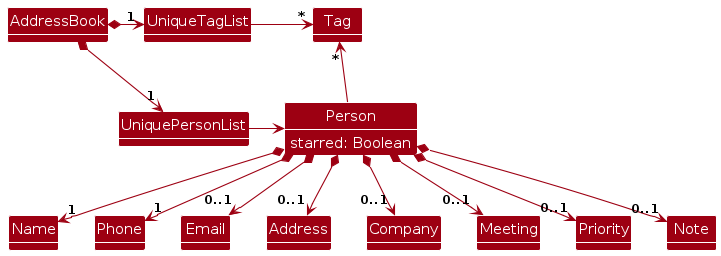 AddressBook
1
UniqueTagList
*
Tag
*
1
UniquePersonList
Person
starred: Boolean
1
1
0..1
0..1
0..1
0..1
0..1
0..1
Name
Phone
Email
Address
Company
Meeting
Priority
Note